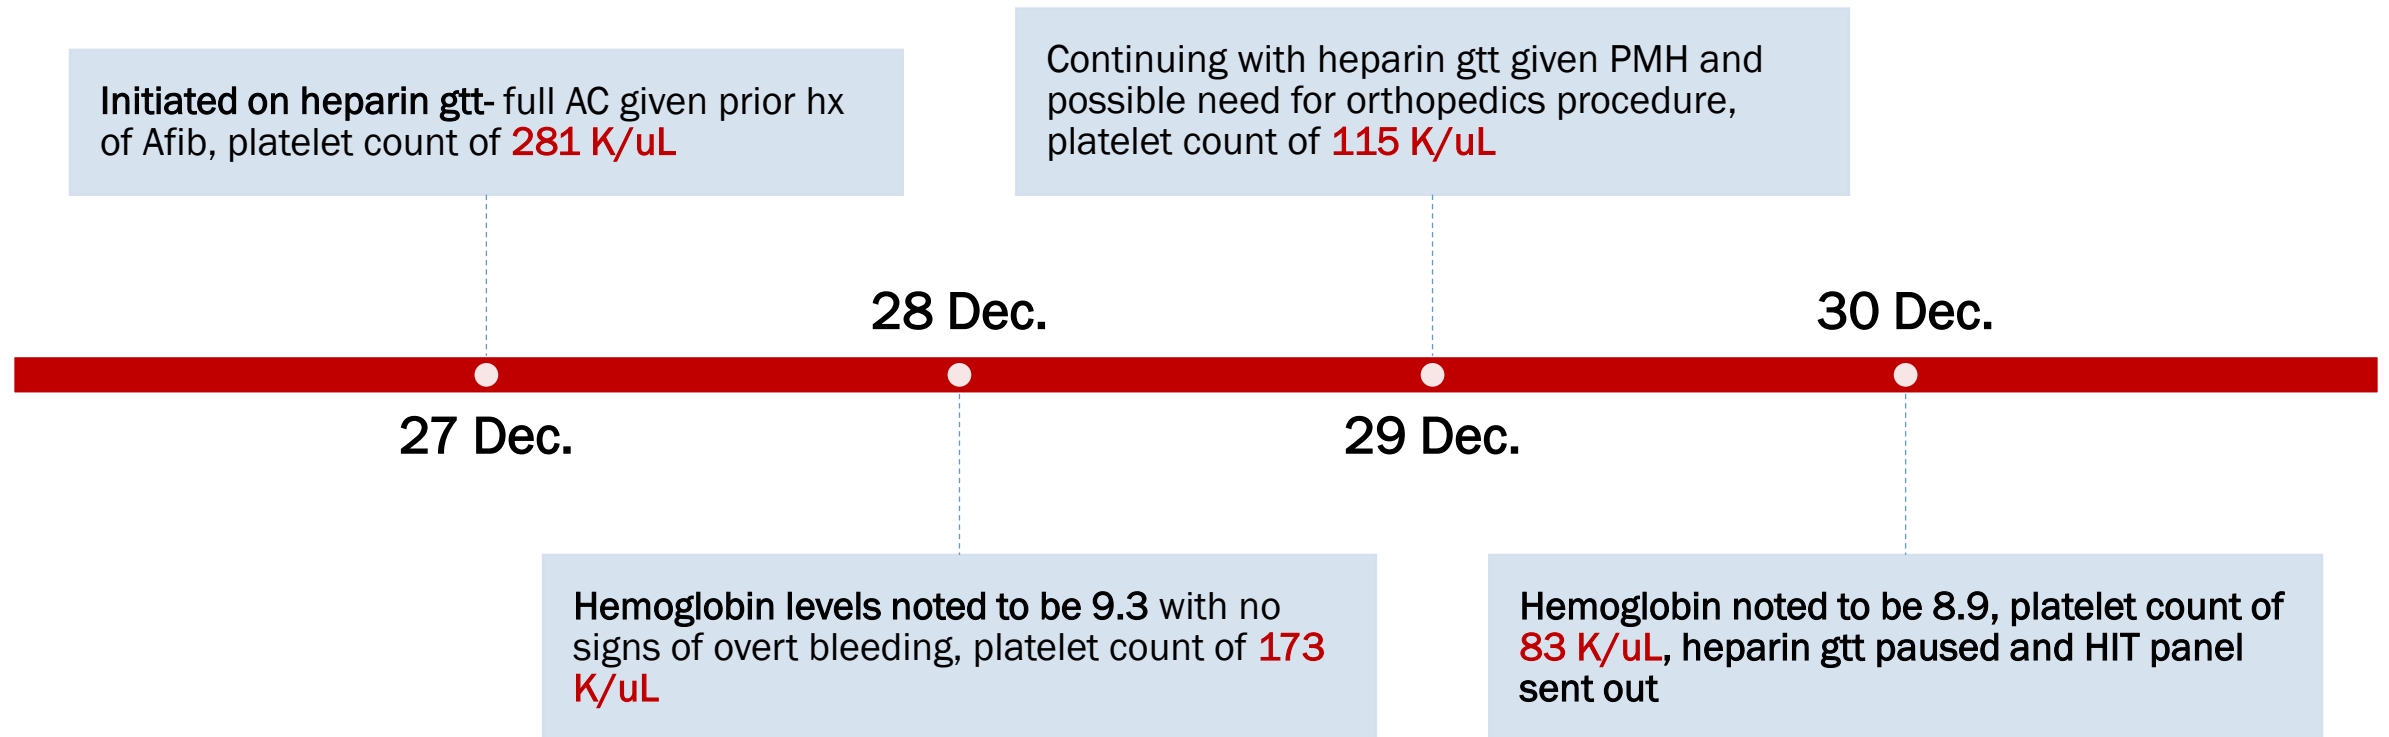 Initiated on heparin gtt- full AC given prior hx
of Afib, platelet count of 281 K/uL
27 Dec.
28 Dec.
Hemoglobin levels noted to be 9.3 with no
signs of overt bleeding, platelet count of 173
K/uL
Continuing with heparin gtt given PMH and
possible need for orthopedics procedure,
platelet count of 115 K/uL
29 Dec.
30 Dec.
Hemoglobin noted to be 8.9, platelet count of
83 K/uL, heparin gtt paused and HIT panel
sent out